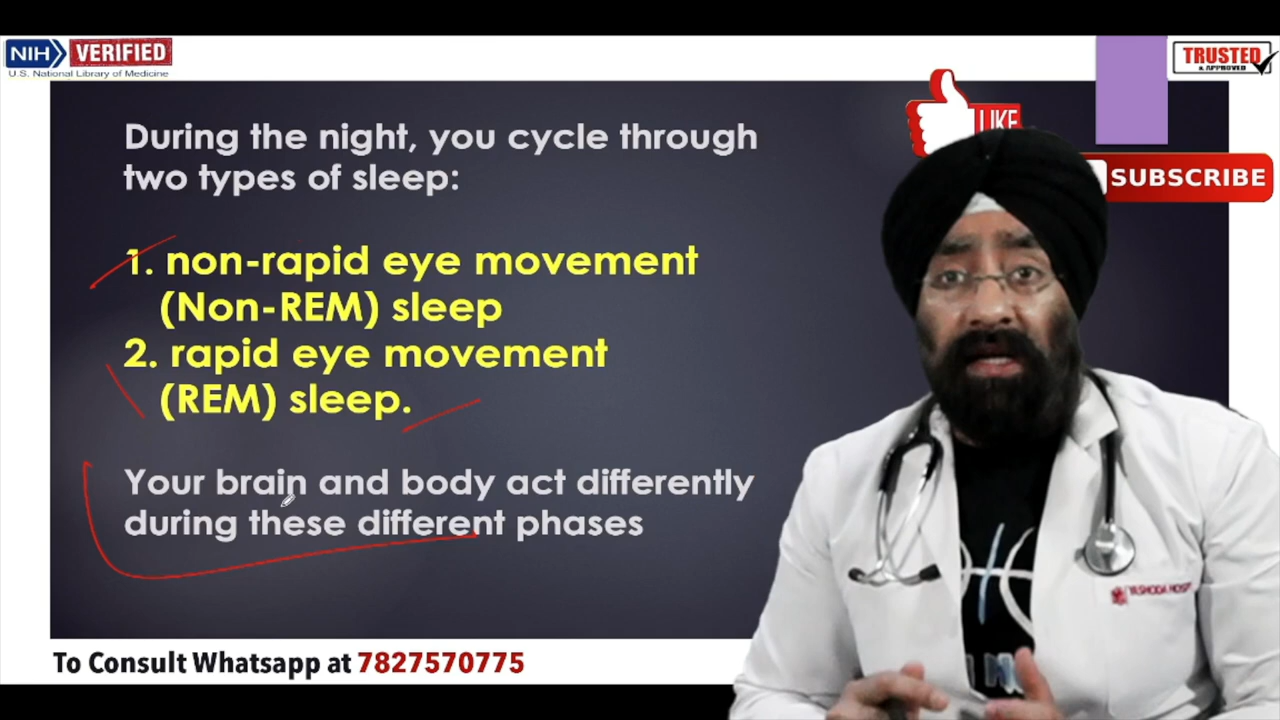 NIH VERIFIED
U.S. National Library of Medicine
TRUSTED
& APPROVED
LIKE
SUBSCRIBE
During the night, you cycle through
two types of sleep:
1. non-rapid eye movement
(Non-REM) sleep
2. rapid eye movement
(REM) sleep.
Your brain and body act differently
during these different phases
To Consult Whatsapp at 7827570775